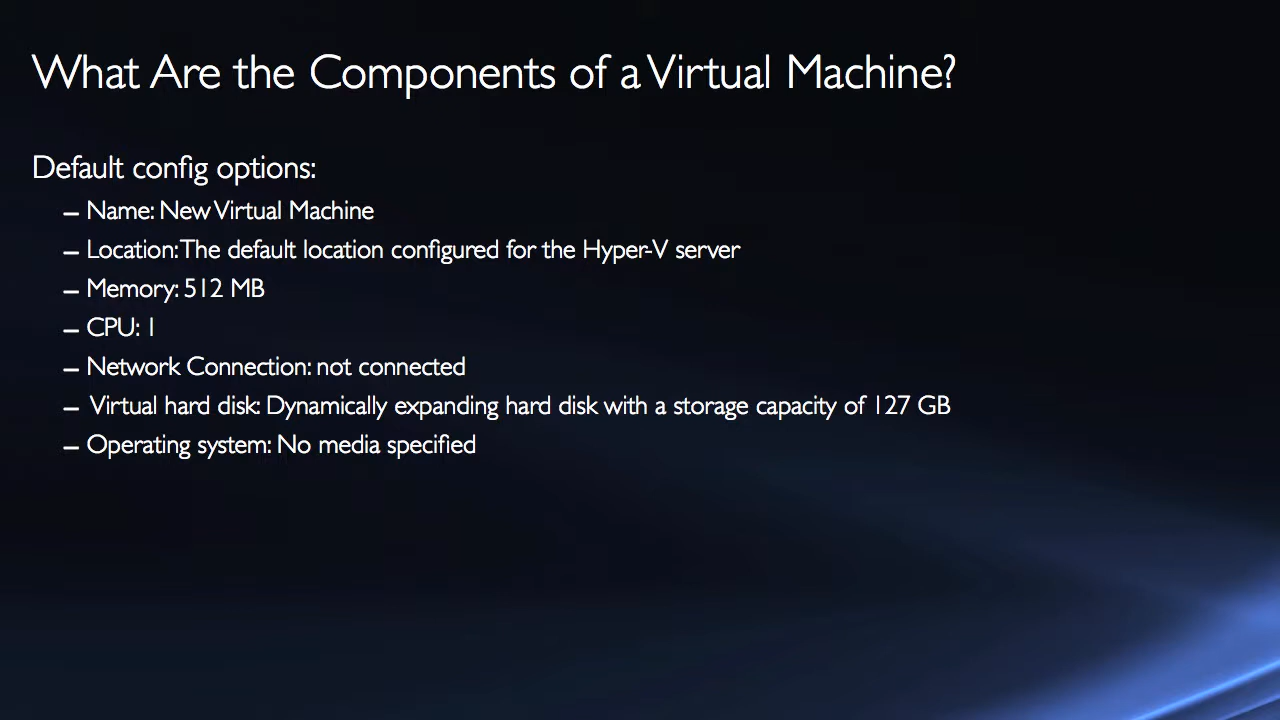 What Are the Components of a Virtual Machine?
Default config options:
– Name: New Virtual Machine
– Location: The default location configured for the Hyper-V server
– Memory: 512 MB
– CPU: 1
– Network Connection: not connected
– Virtual hard disk: Dynamically expanding hard disk with a storage capacity of 127 GB
– Operating system: No media specified